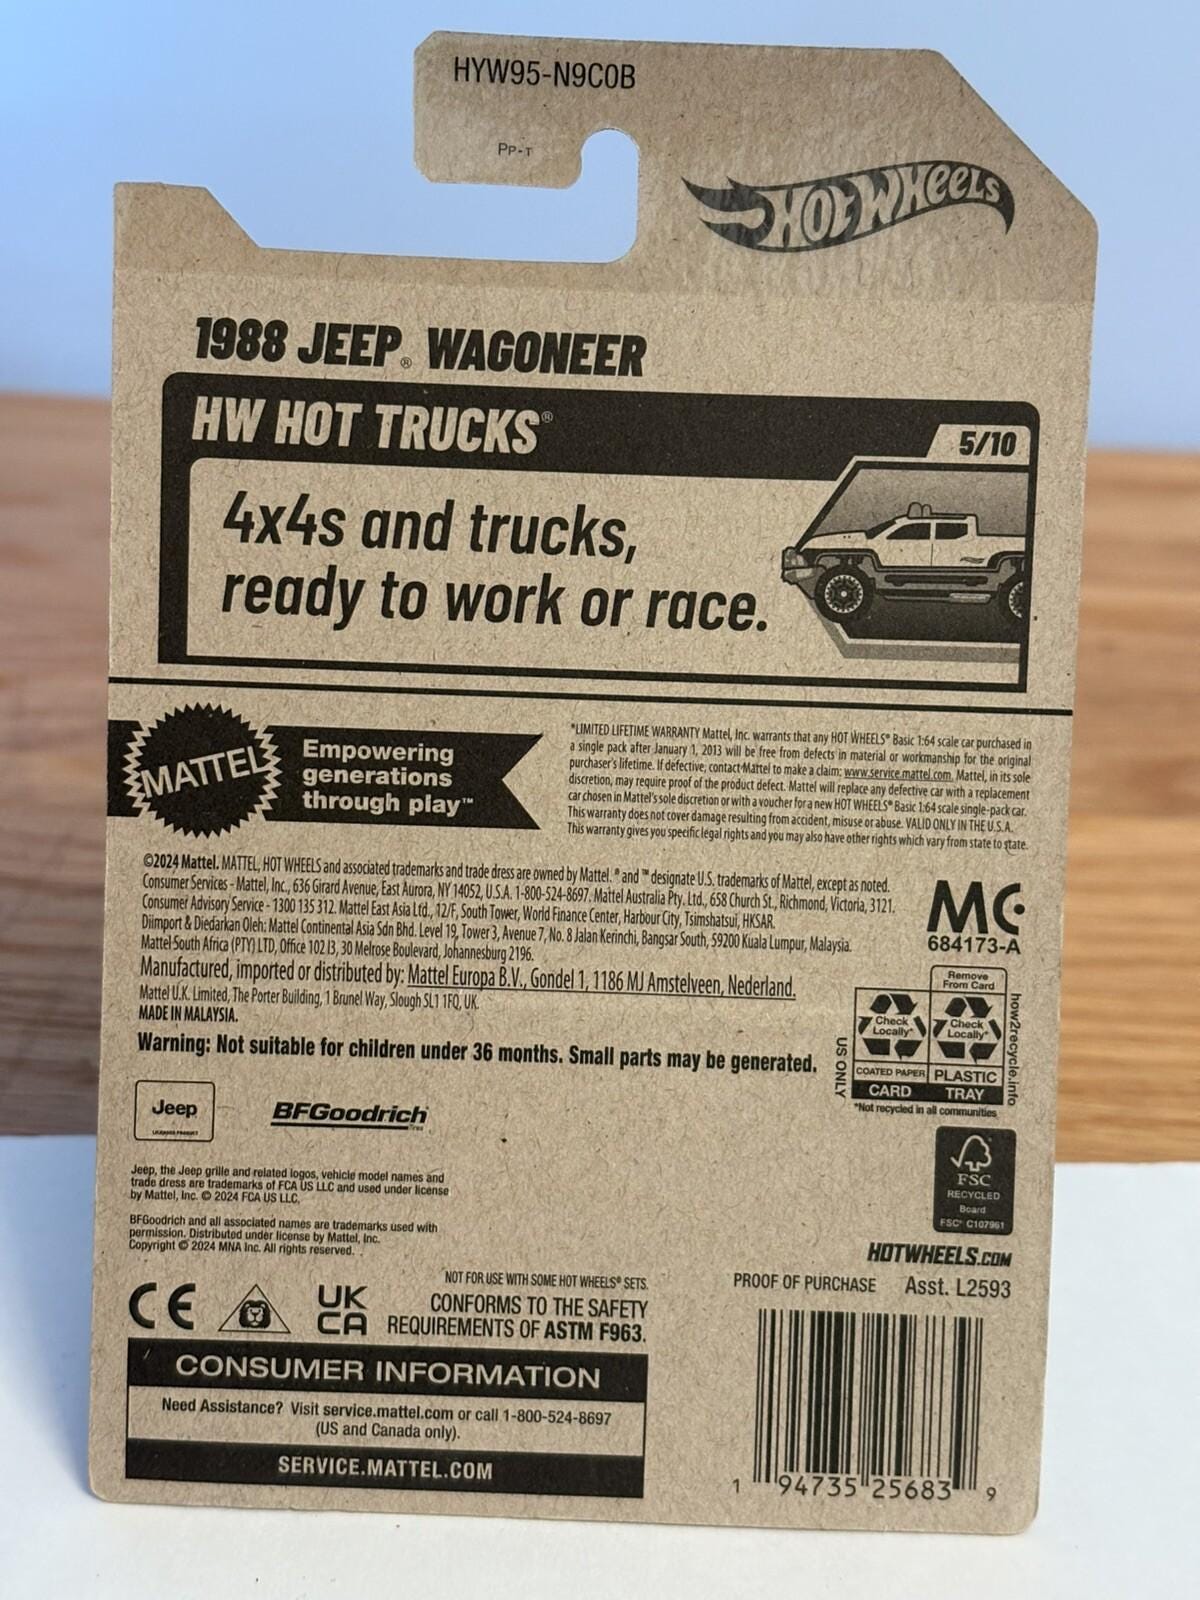 HYW95-N9C0B
PP-T
HOT WHEELS
1988 JEEP® WAGONEER
HW HOT TRUCKS®
5/10
4x4s and trucks,
ready to work or race.
MATTEL
Empowering
generations
through play™
*LIMITED LIFETIME WARRANTY Mattel, Inc. warrants that any HOT WHEELS® Basic 1:64 scale car purchased in
a single pack after January 1, 2013 will be free from defects in material or workmanship for the original
purchaser's lifetime. If defective, contact Mattel to make a claim; www.service.mattel.com. Mattel, in its sole
discretion, may require proof of the product defect. Mattel will replace any defective car with a replacement
car chosen in Mattel's sole discretion or with a voucher for a new HOT WHEELS® Basic 1:64 scale single-pack car.
This warranty does not cover damage resulting from accident, misuse or abuse. VALID ONLY IN THE U.S.A.
This warranty gives you specific legal rights and you may also have other rights which vary from state to state.
©2024 Mattel. MATTEL, HOT WHEELS and associated trademarks and trade dress are owned by Mattel. ® and ™ designate U.S. trademarks of Mattel, except as noted.
Consumer Services - Mattel, Inc., 636 Girard Avenue, East Aurora, NY 14052, U.S.A. 1-800-524-8697. Mattel Australia Pty. Ltd., 658 Church St., Richmond, Victoria, 3121.
Consumer Advisory Service - 1300 135 312. Mattel East Asia Ltd., 12/F, South Tower, World Finance Center, Harbour City, Tsimshatsui, HKSAR.
Diimport & Diedarkan Oleh: Mattel Continental Asia Sdn Bhd. Level 19, Tower 3, Avenue 7, No. 8 Jalan Kerinchi, Bangsar South, 59200 Kuala Lumpur, Malaysia.
Mattel South Africa (PTY) LTD, Office 102 I3, 30 Melrose Boulevard, Johannesburg 2196.
Manufactured, imported or distributed by: Mattel Europa B.V., Gondel 1, 1186 MJ Amstelveen, Nederland.
Mattel U.K. Limited, The Porter Building, 1 Brunel Way, Slough SL1 1FQ, UK.
MADE IN MALAYSIA.
MC
684173-A
Warning: Not suitable for children under 36 months. Small parts may be generated.
Remove
From Card
Check
Locally*
Check
Locally*
COATED PAPER
PLASTIC
CARD
TRAY
US ONLY
how2recycle.info
*Not recycled in all communities
Jeep
LICENSED PRODUCT
BFGoodrich
Tires
Jeep, the Jeep grille and related logos, vehicle model names and
trade dress are trademarks of FCA US LLC and used under license
by Mattel, Inc. © 2024 FCA US LLC.
BFGoodrich and all associated names are trademarks used with
permission. Distributed under license by Mattel, Inc.
Copyright © 2024 MNA Inc. All rights reserved.
FSC
RECYCLED
Board
FSC® C107961
HOTWHEELS.COM
PROOF OF PURCHASE Asst. L2593
CE
UK
CA
NOT FOR USE WITH SOME HOT WHEELS® SETS.
CONFORMS TO THE SAFETY
REQUIREMENTS OF ASTM F963.
CONSUMER INFORMATION
Need Assistance? Visit service.mattel.com or call 1-800-524-8697
(US and Canada only).
SERVICE.MATTEL.COM
1 94735 25683 9